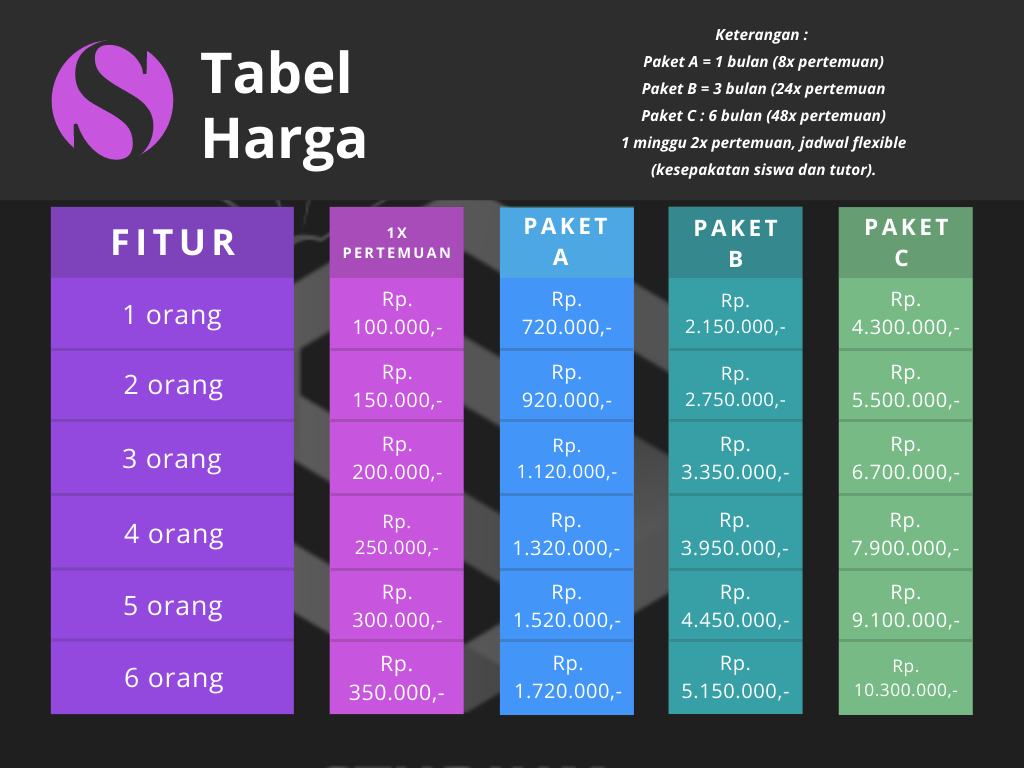 Tabel
Harga
Keterangan :
Paket A = 1 bulan (8x pertemuan)
Paket B = 3 bulan (24x pertemuan
Paket C : 6 bulan (48x pertemuan)
1 minggu 2x pertemuan, jadwal flexible
(kesepakatan siswa dan tutor).
FITUR
1X
PERTEMUAN
PAKET
A
PAKET
B
PAKET
C
1 orang
Rp.
100.000,-
Rp.
720.000,-
Rp.
2.150.000,-
Rp.
4.300.000,-
2 orang
Rp.
150.000,-
Rp.
920.000,-
Rp.
2.750.000,-
Rp.
5.500.000,-
3 orang
Rp.
200.000,-
Rp.
1.120.000,-
Rp.
3.350.000,-
Rp.
6.700.000,-
4 orang
Rp.
250.000,-
Rp.
1.320.000,-
Rp.
3.950.000,-
Rp.
7.900.000,-
5 orang
Rp.
300.000,-
Rp.
1.520.000,-
Rp.
4.450.000,-
Rp.
9.100.000,-
6 orang
Rp.
350.000,-
Rp.
1.720.000,-
Rp.
5.150.000,-
Rp.
10.300.000,-